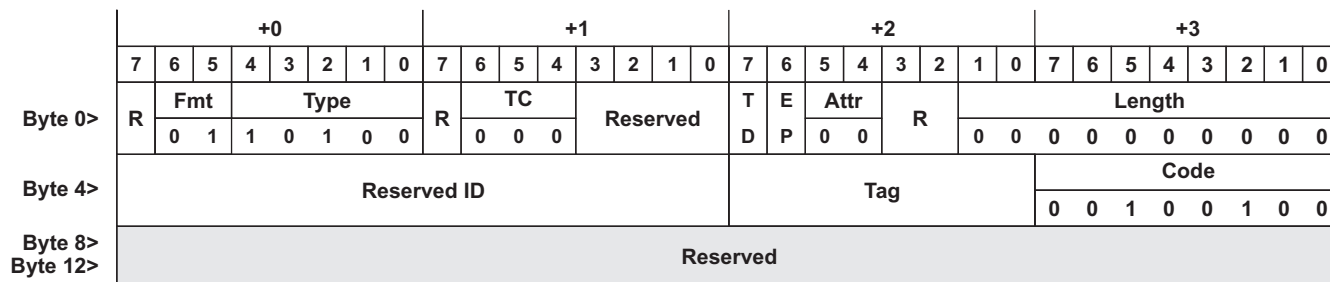 +0 +1 +2 +3
7 6 5 4 3 2 1 0 7 6 5 4 3 2 1 0 7 6 5 4 3 2 1 0 7 6 5 4 3 2 1 0
Byte 0> R Fmt Type R TC Reserved T E Attr R Length
0 1 1 0 1 0 0 0 0 0 D P 0 0 0 0 0 0 0 0 0 0 0 0
Byte 4> Reserved ID Tag Code
0 0 1 0 0 1 0 0
Byte 8> Reserved
Byte 12>